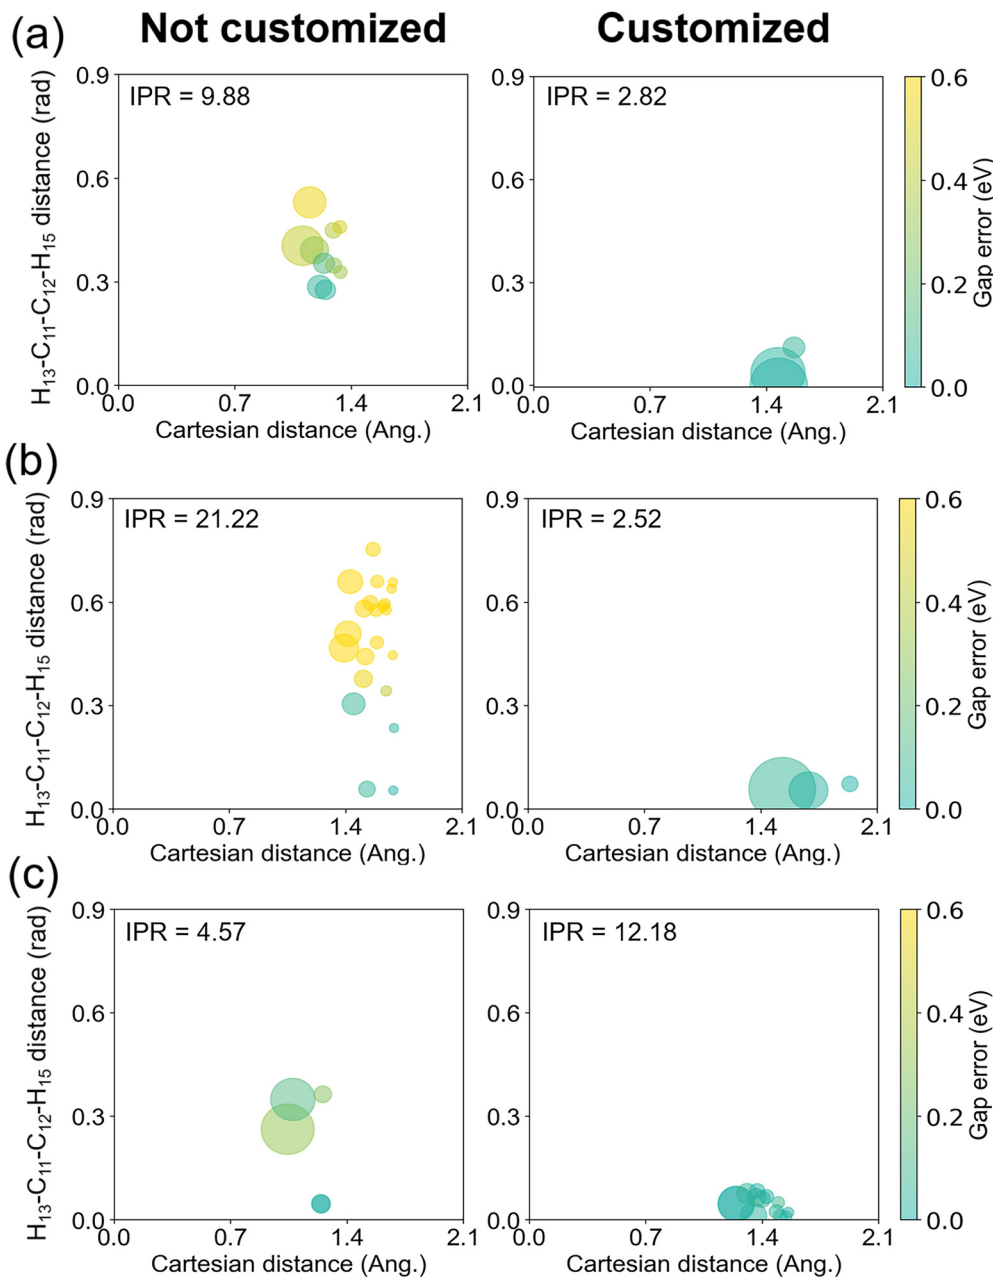 (a)
Not customized
Customized
H13-C11-C12-H15 distance (rad)
0.9
0.6
0.3
0.0
IPR = 9.88
0.0 0.7 1.4 2.1
Cartesian distance (Ang.)
0.9
0.6
0.3
0.0
IPR = 2.82
0.0 0.7 1.4 2.1
Cartesian distance (Ang.)
0.6
0.4
0.2
0.0
Gap error (eV)
(b)
H13-C11-C12-H15 distance (rad)
0.9
0.6
0.3
0.0
IPR = 21.22
0.0 0.7 1.4 2.1
Cartesian distance (Ang.)
0.9
0.6
0.3
0.0
IPR = 2.52
0.0 0.7 1.4 2.1
Cartesian distance (Ang.)
0.6
0.4
0.2
0.0
Gap error (eV)
(c)
H13-C11-C12-H15 distance (rad)
0.9
0.6
0.3
0.0
IPR = 4.57
0.0 0.7 1.4 2.1
Cartesian distance (Ang.)
0.9
0.6
0.3
0.0
IPR = 12.18
0.0 0.7 1.4 2.1
Cartesian distance (Ang.)
0.6
0.4
0.2
0.0
Gap error (eV)